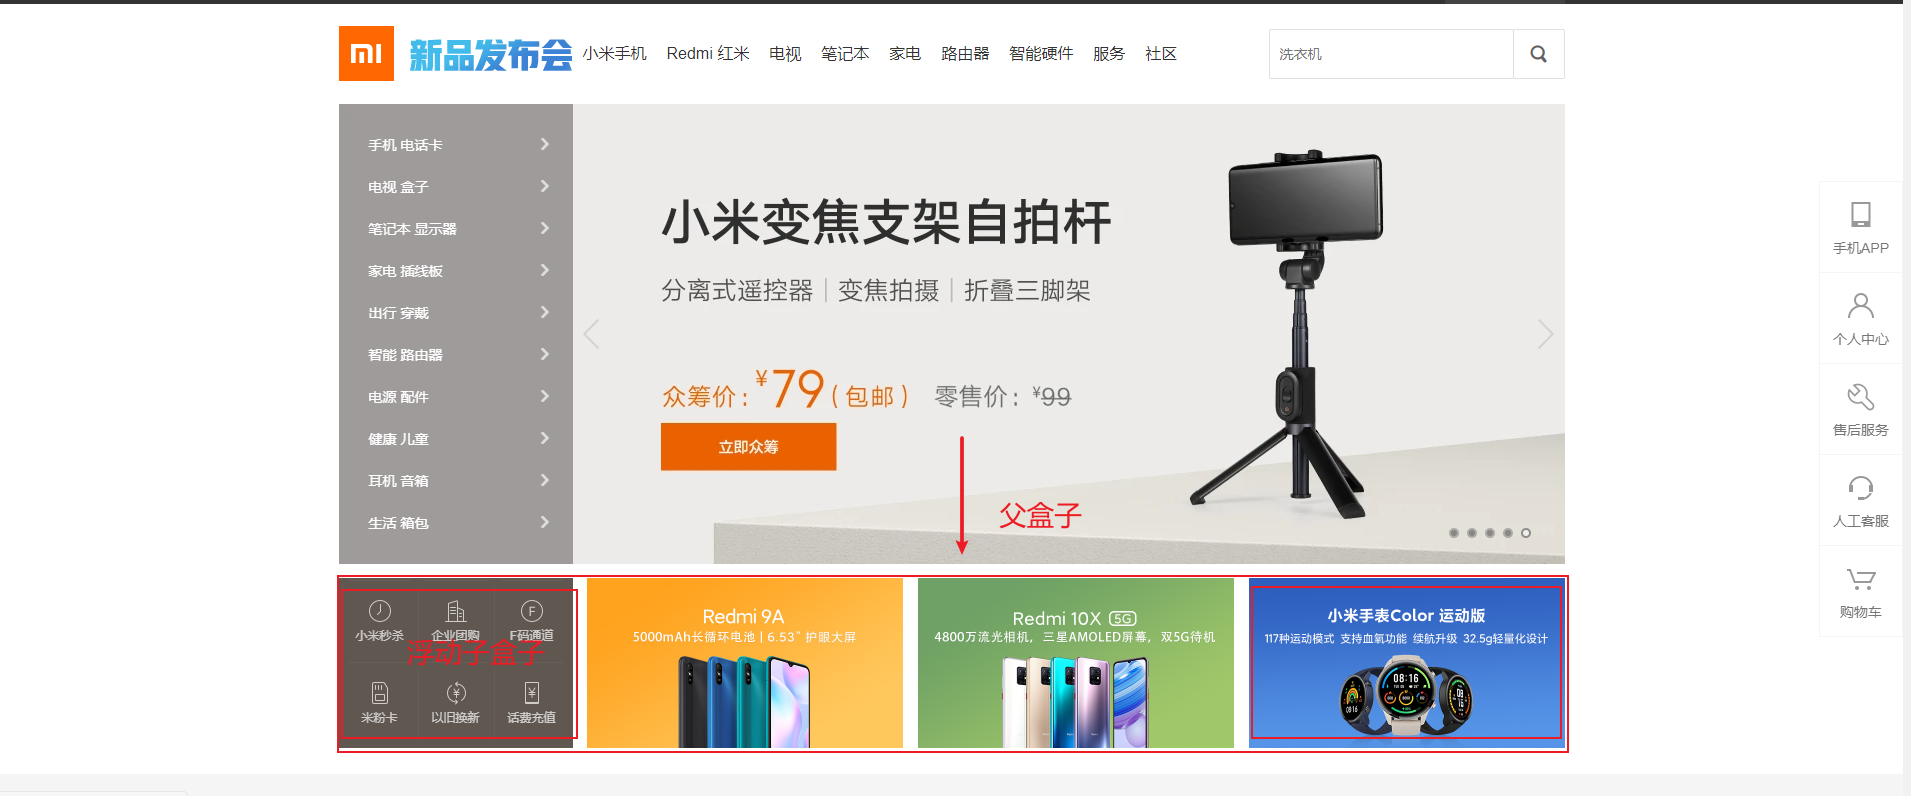 新品发布会
小米手机 Redmi 红米 电视 笔记本 家电 路由器 智能硬件 服务 社区
洗衣机
手机 电话卡
电视 盒子
笔记本 显示器
家电 插线板
出行 穿戴
智能 路由器
电源 配件
健康 儿童
耳机 音箱
生活 箱包
小米变焦支架自拍杆
分离式遥控器｜变焦拍摄｜折叠三脚架
众筹价：¥79（包邮） 零售价：¥99
立即众筹
父盒子
手机APP
个人中心
售后服务
人工客服
购物车
小米秒杀 企业团购 F码通道
浮动子盒子
米粉卡 以旧换新 话费充值
Redmi 9A
5000mAh长循环电池 | 6.53" 护眼大屏
Redmi 10X 5G
4800万流光相机，三星AMOLED屏幕，双5G待机
小米手表Color 运动版
117种运动模式 支持血氧功能 续航升级 32.5g轻量化设计
08:16
08:16